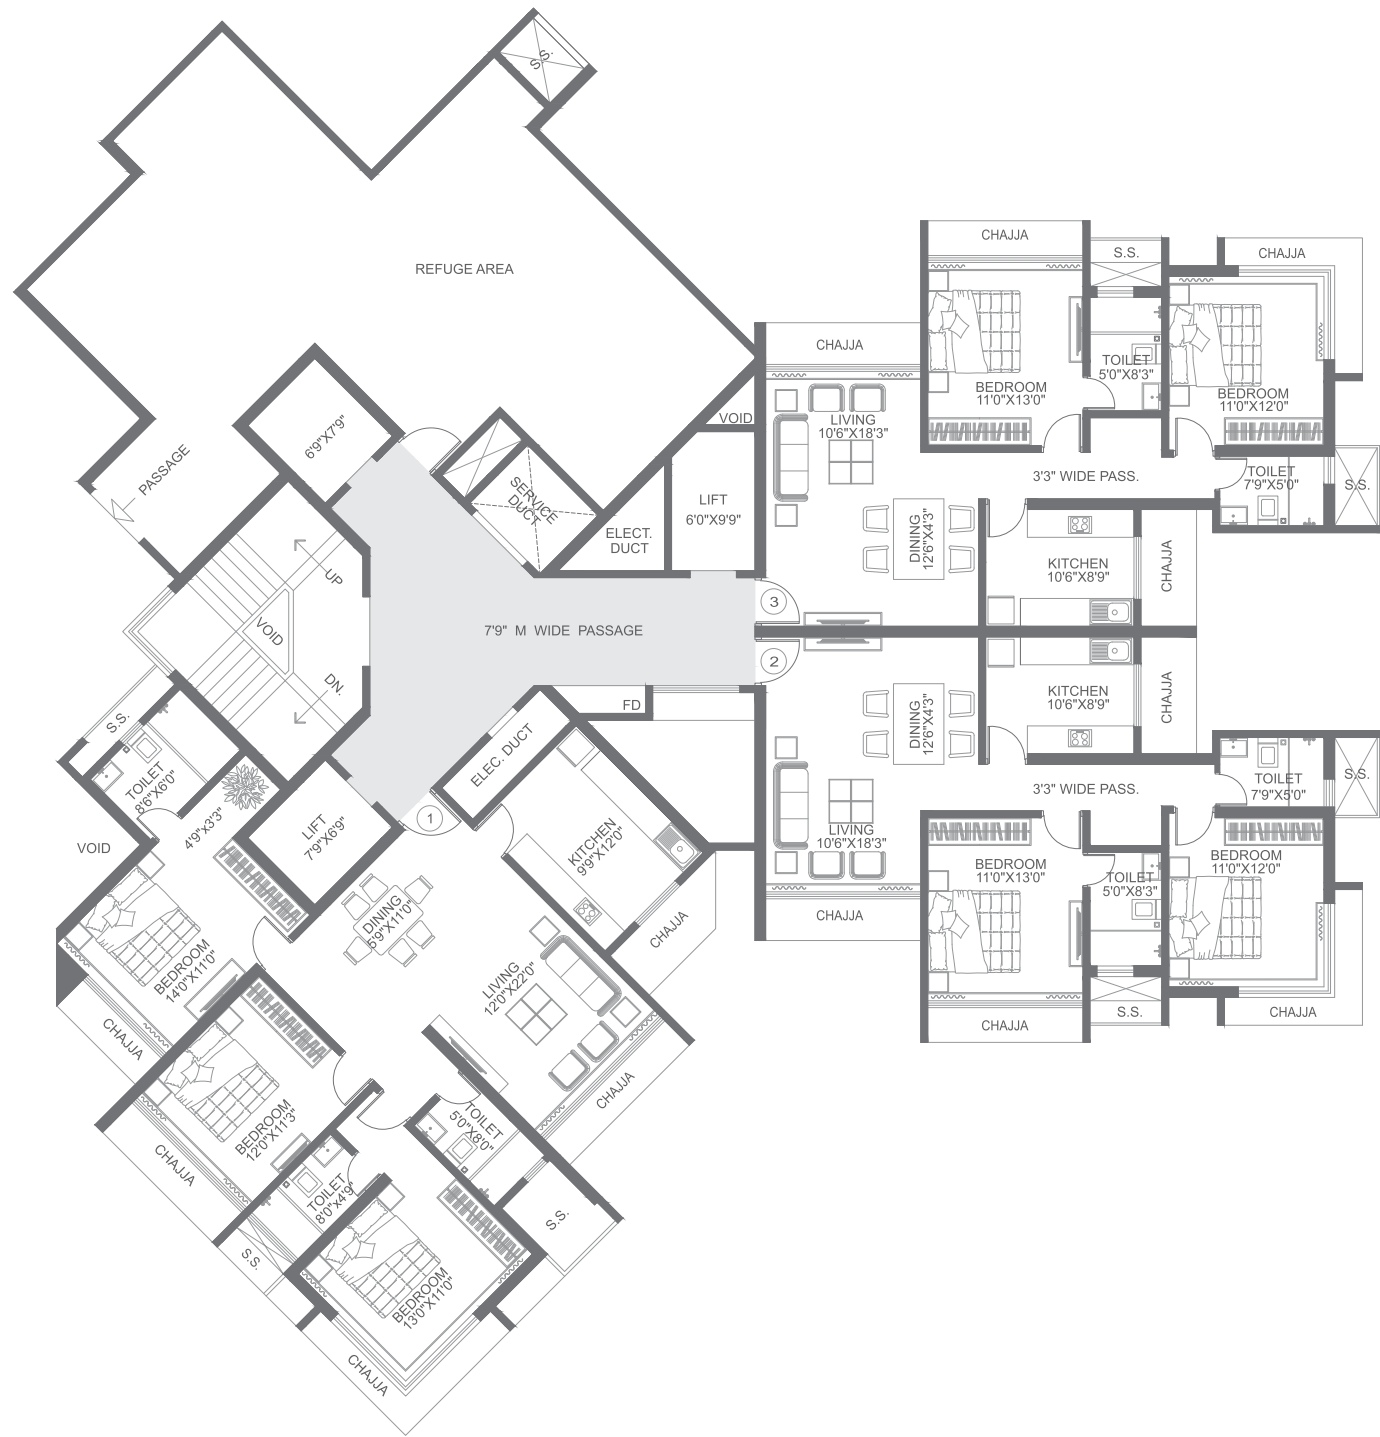 S.S.
REFUGE AREA
CHAJJA
S.S.
CHAJJA
CHAJJA
BEDROOM
11'0"X13'0"
TOILET
5'0"X8'3"
BEDROOM
11'0"X12'0"
VOID
LIVING
10'6"X18'3"
6'9"X7'9"
PASSAGE
3'3" WIDE PASS.
TOILET
7'9"X5'0"
S.S.
SERVICE
DUCT
LIFT
6'0"X9'9"
ELECT.
DUCT
DINING
12'6"X4'3"
KITCHEN
10'6"X8'9"
CHAJJA
UP
VOID
DN.
3
7'9" M WIDE PASSAGE
2
FD
DINING
12'6"X4'3"
KITCHEN
10'6"X8'9"
CHAJJA
S.S.
TOILET
8'6"X6'0"
ELEC. DUCT
3'3" WIDE PASS.
TOILET
7'9"X5'0"
S.S.
4'9"x3'3"
LIFT
7'9"X6'9"
1
KITCHEN
9'9"X12'0"
LIVING
10'6"X18'3"
VOID
BEDROOM
11'0"X13'0"
TOILET
5'0"X8'3"
BEDROOM
11'0"X12'0"
DINING
5'9"X11'0"
CHAJJA
CHAJJA
BEDROOM
14'0"X11'0"
LIVING
12'0"X22'0"
CHAJJA
S.S.
CHAJJA
CHAJJA
CHAJJA
BEDROOM
12'0"X11'3"
TOILET
5'0"X8'0"
CHAJJA
TOILET
8'0"x4'9"
S.S.
S.S.
BEDROOM
13'0"X11'0"
CHAJJA